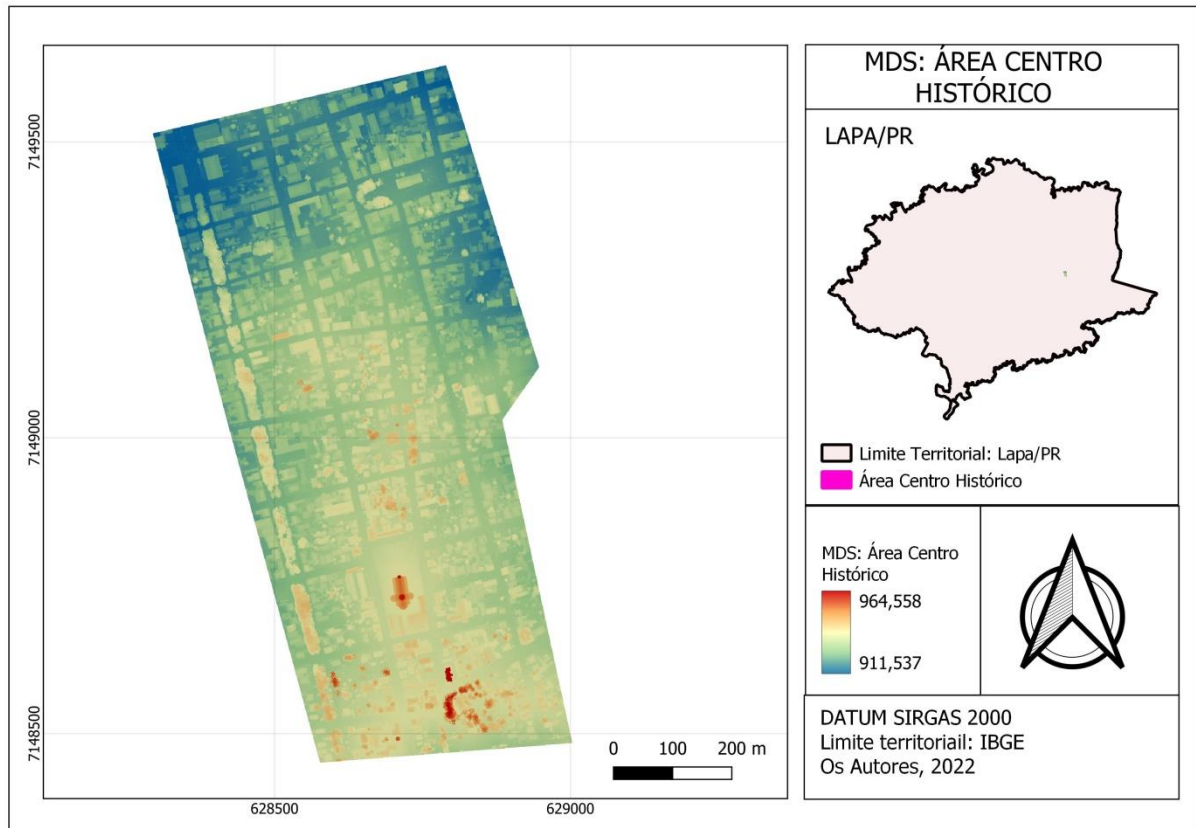 MDS: ÁREA CENTRO
HISTÓRICO
LAPA/PR
Limite Territorial: Lapa/PR
Área Centro Histórico
MDS: Área Centro
Histórico
964,558
911,537
DATUM SIRGAS 2000
Limite territoriail: IBGE
Os Autores, 2022
7149500
7149000
7148500
628500
629000
0 100 200 m